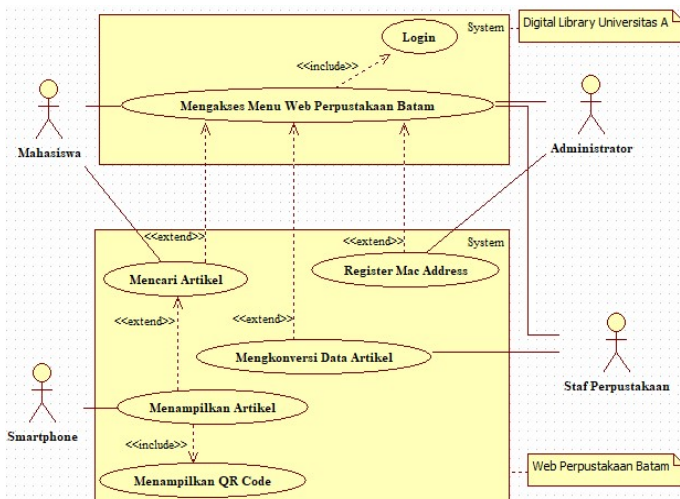 System
Digital Library Universitas A
Login
<<include>>
Mengakses Menu Web Perpustakaan Batam
Mahasiswa
Administrator
System
<<extend>>
<<extend>>
Mencari Artikel
Register Mac Address
<<extend>>
<<extend>>
Mengkonversi Data Artikel
Staf Perpustakaan
Menampilkan Artikel
Smartphone
<<include>>
Menampilkan QR Code
Web Perpustakaan Batam